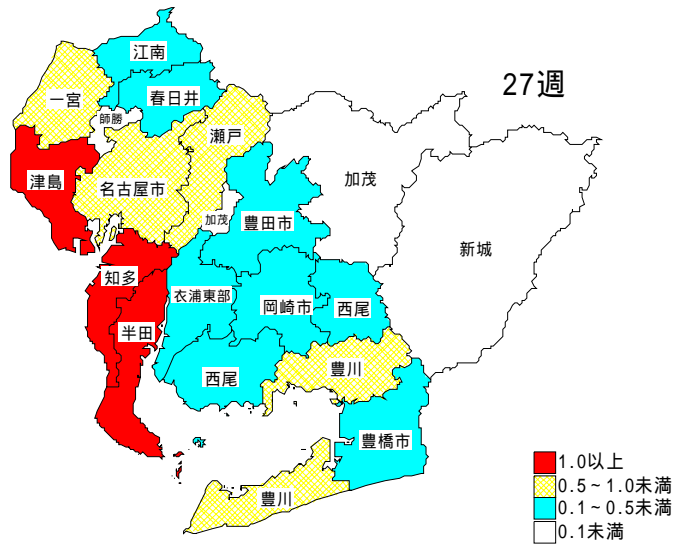 江南
27週
一宮
春日井
師勝
瀬戸
津島
名古屋市
加茂
加茂
豊田市
新城
知多
衣浦東部
岡崎市
西尾
半田
西尾
豊川
豊橋市
豊川
1.0以上
0.5~1.0未満
0.1~0.5未満
0.1未満